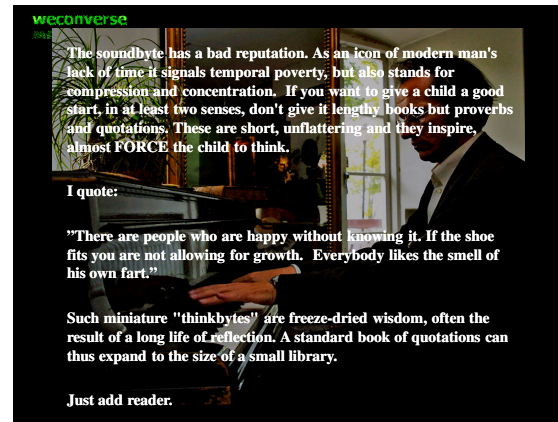 weconverse
The soundbyte has a bad reputation. As an icon of modern man's
lack of time it signals temporal poverty, but also stands for
compression and concentration.  If you want to give a child a good
start, in at least two senses, don't give it lengthy books but proverbs
and quotations. These are short, unflattering and they inspire,
almost FORCE the child to think.
I quote:
”There are people who are happy without knowing it. If the shoe
fits you are not allowing for growth.  Everybody likes the smell of
his own fart.”
Such miniature "thinkbytes" are freeze-dried wisdom, often the
result of a long life of reflection. A standard book of quotations can
thus expand to the size of a small library.
Just add reader.